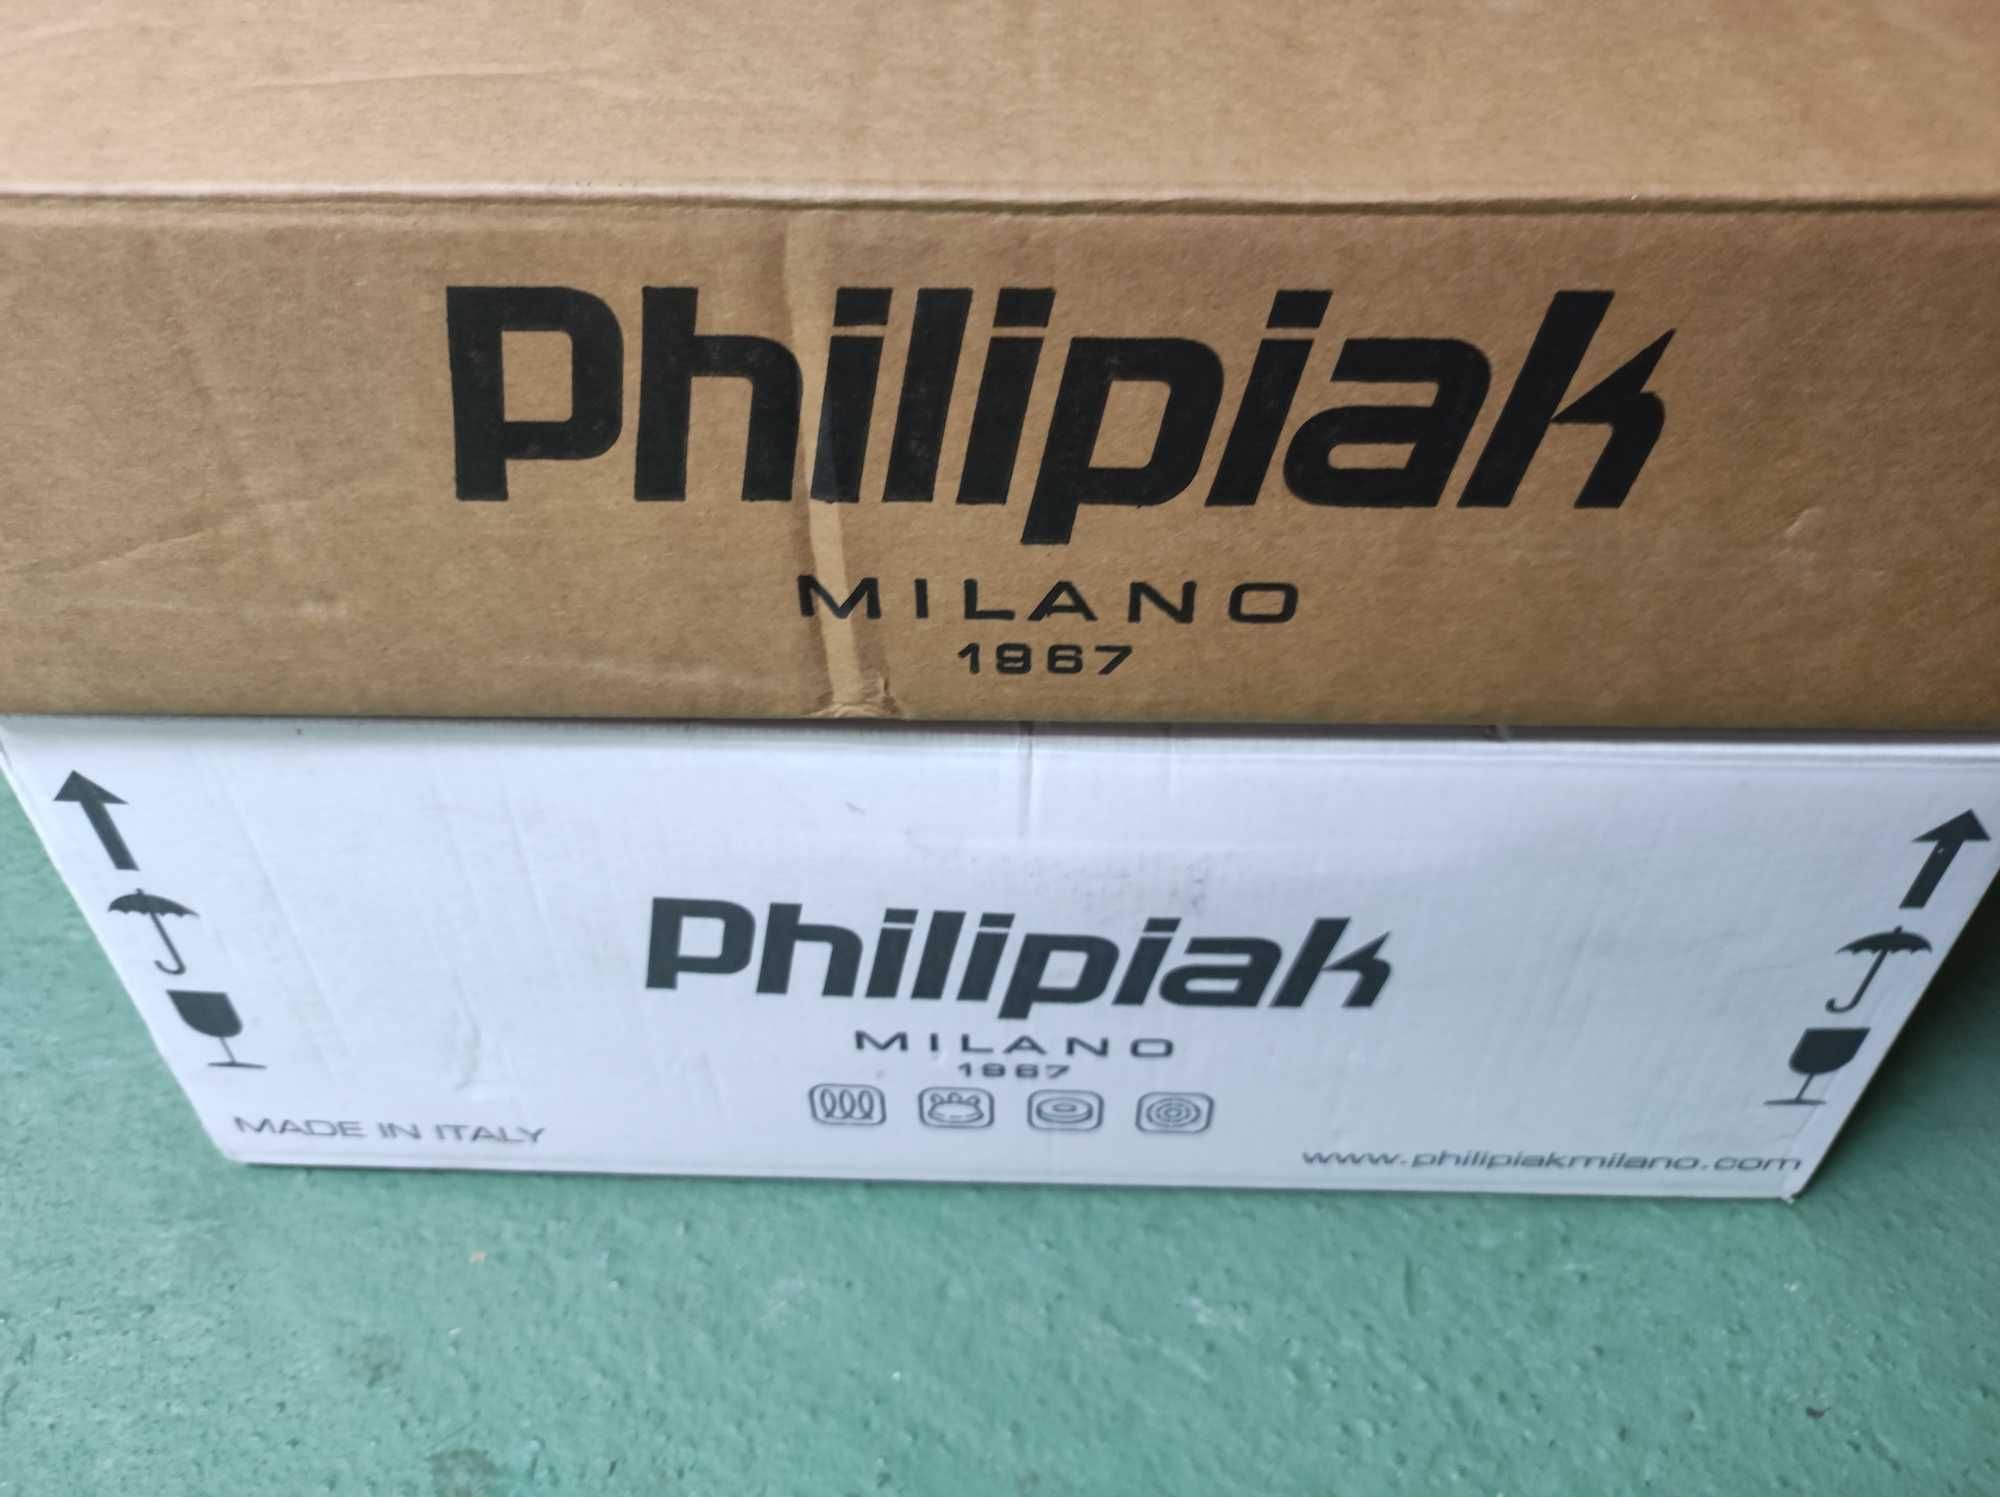 Philipiak
MILANO
1967
Philipiak
MILANO
1967
MADE IN ITALY
www.philipiakmilano.com